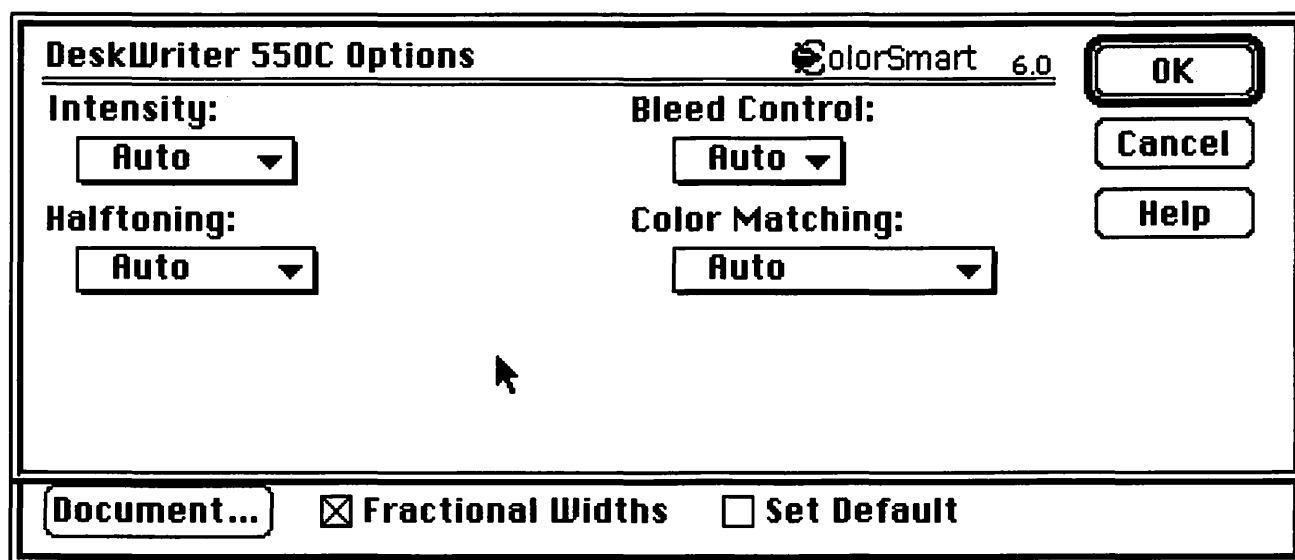 DeskWriter 550C Options ColorSmart 6.0 OK
Intensity: Bleed Control:
Auto Auto Cancel
Halftoning: Color Matching: Help
Auto Auto
Document... Fractional Widths Set Default